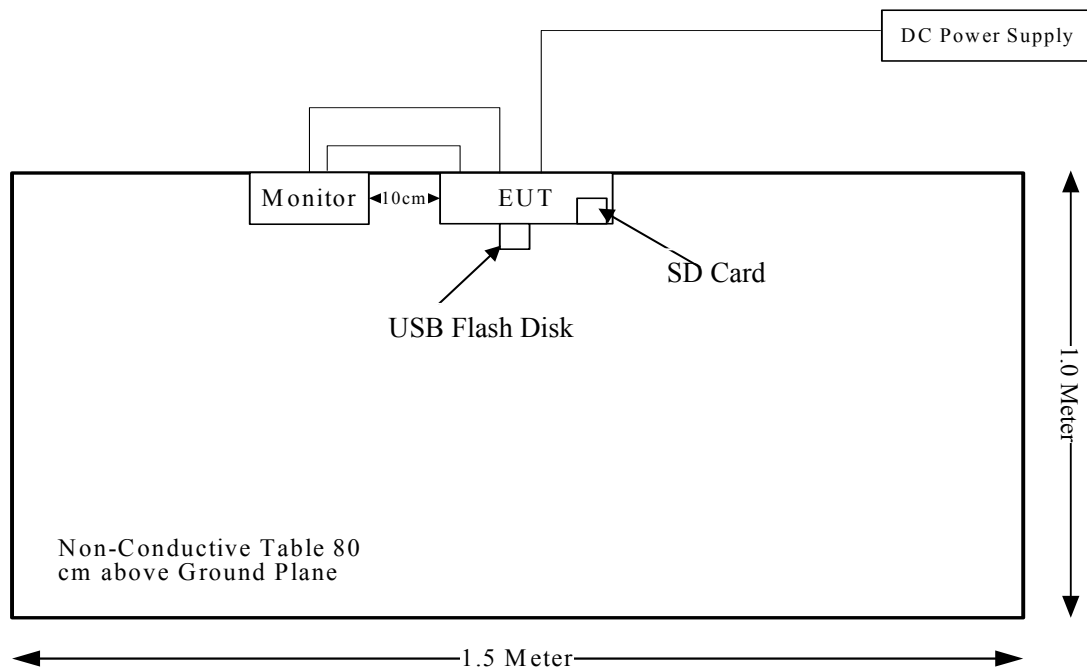 DC Power Supply
Monitor
10cm
EUT
SD Card
USB Flash Disk
1.0 Meter
Non-Conductive Table 80
cm above Ground Plane
1.5 Meter